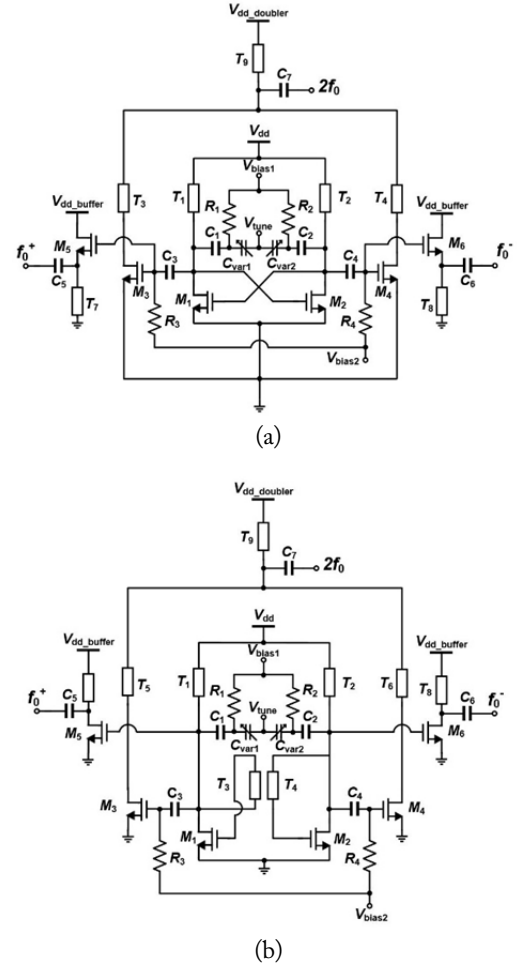 Vdd_doubler
T9
C7
2f0
Vdd
Vbias1
T3
T1
R1
R2
T2
T4
Vdd_buffer
Vtune
Vdd_buffer
M5
C1
C2
M6
f0+
C3
Cvar1
Cvar2
C4
f0-
C5
M3
M4
C6
T7
M1
M2
T8
R3
R4
Vbias2
(a)
Vdd_doubler
T9
C7
2f0
Vdd
Vbias1
Vdd_buffer
Vdd_buffer
T5
T1
R1
R2
T2
T6
T8
f0+
C5
Vtune
C6
f0-
C1
C2
M5
Cvar1
Cvar2
M6
T3
T4
M3
C3
C4
M4
M1
M2
R3
R4
Vbias2
(b)